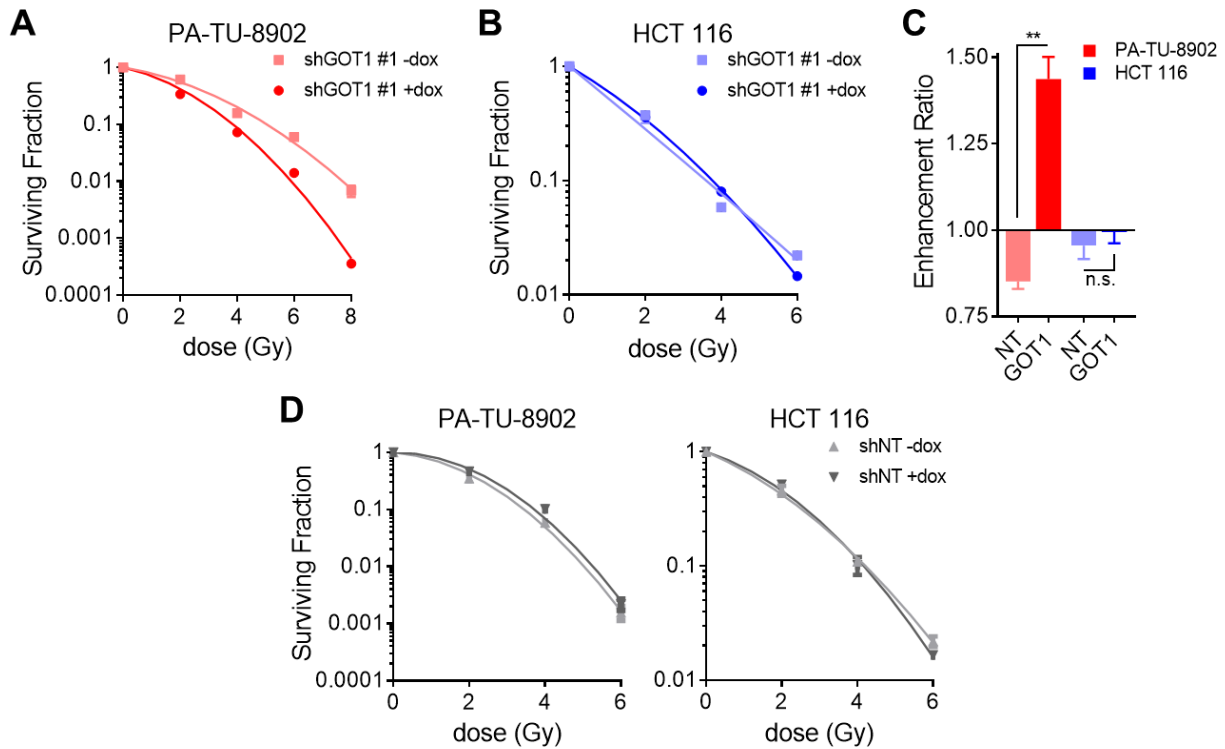 A
PA-TU-8902
shGOT1 #1 -dox
shGOT1 #1 +dox
Surviving Fraction
1
0.1
0.01
0.001
0.0001
0
2
4
6
8
dose (Gy)
B
HCT 116
shGOT1 #1 -dox
shGOT1 #1 +dox
Surviving Fraction
1
0.1
0.01
0
2
4
6
dose (Gy)
C
PA-TU-8902
HCT 116
**
n.s.
Enhancement Ratio
1.50
1.25
1.00
0.75
NT
GOT1
NT
GOT1
D
PA-TU-8902
Surviving Fraction
1
0.1
0.01
0.001
0.0001
0
2
4
6
dose (Gy)
HCT 116
shNT -dox
shNT +dox
1
0.1
0.01
0
2
4
6
dose (Gy)